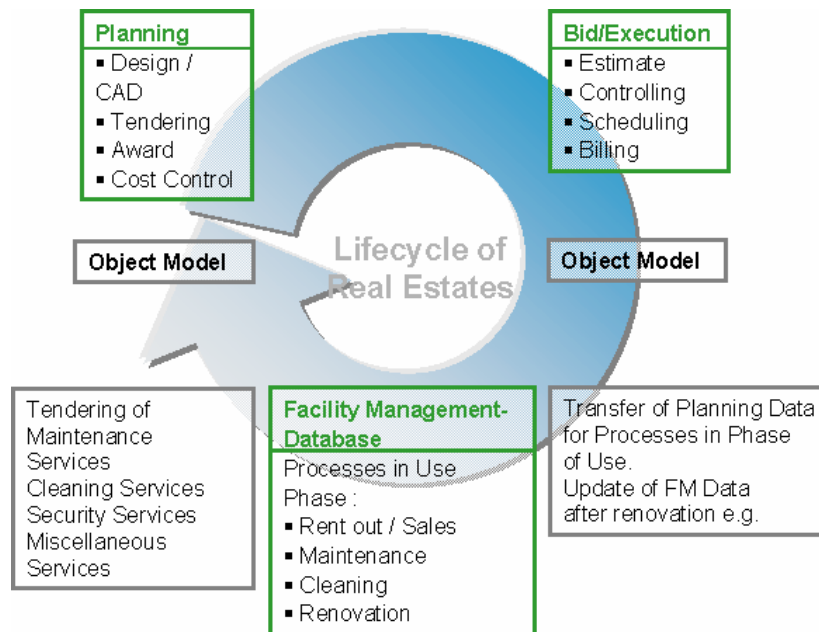 Planning
▪ Design /
CAD
▪ Tendering
▪ Award
▪ Cost Control
Bid/Execution
▪ Estimate
▪ Controlling
▪ Scheduling
▪ Billing
Object Model
Lifecycle of
Real Estates
Object Model
Tendering of
Maintenance
Services
Cleaning Services
Security Services
Miscellaneous
Services
Facility Management-
Database
Processes in Use
Phase :
▪ Rent out / Sales
▪ Maintenance
▪ Cleaning
▪ Renovation
Transfer of Planning Data
for Processes in Phase
of Use.
Update of FM Data
after renovation e.g.